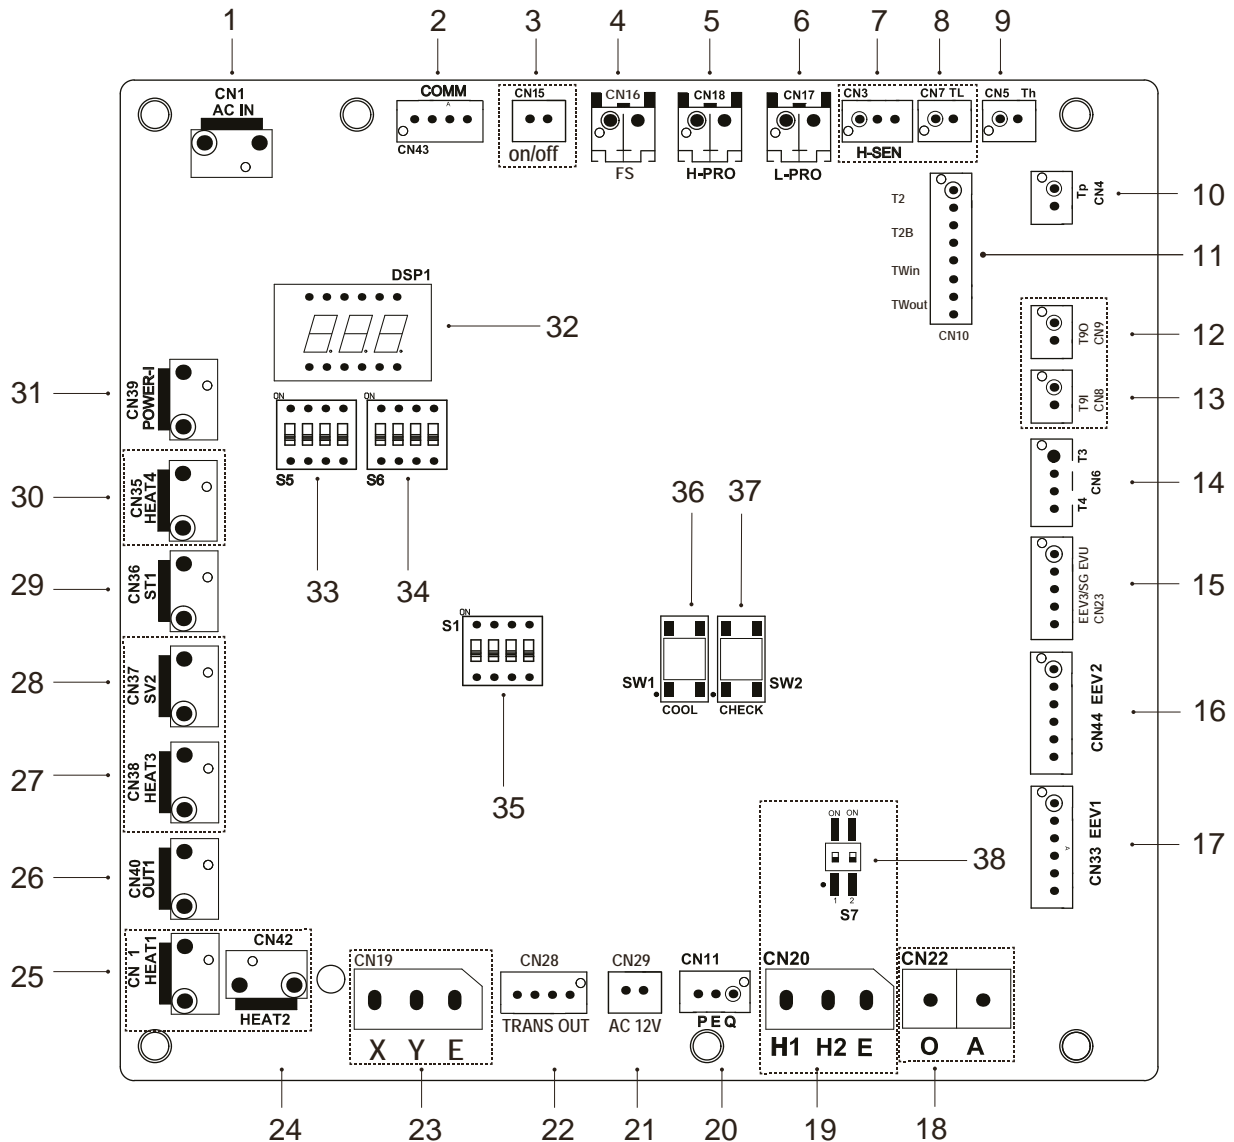 1 2 3 4 5 6 7 8 9
CN1
AC IN
COMM
A
CN43
CN15
on/off
CN16
FS
CN18
H-PRO
CN17
L-PRO
CN3
H-SEN
CN7 TL
CN5 Th
Tp
CN4
10
T2
T2B
TWin
TWout
CN10
11
DSP1
32
T9O
CN9
12
T9I
CN8
13
31
CN39
POWER-I
ON
S5
33
ON
S6
34
T3
CN6
T4
14
30
CN35
HEAT4
36 37
29
CN36
ST1
EEV3/SG EVU
CN23
15
ON
S1
35
SW1
COOL
SW2
CHECK
28
CN37
SV2
CN44 EEV2
16
27
CN38
HEAT3
26
CN40
OUT1
ON ON
1 2
S7
38
CN33 EEV1
A
17
25
CN 1
HEAT1
CN42
HEAT2
CN19
X Y E
CN28
TRANS OUT
CN29
AC 12V
CN11
P E Q
CN20
H1 H2 E
CN22
O A
24 23 22 21 20 19 18